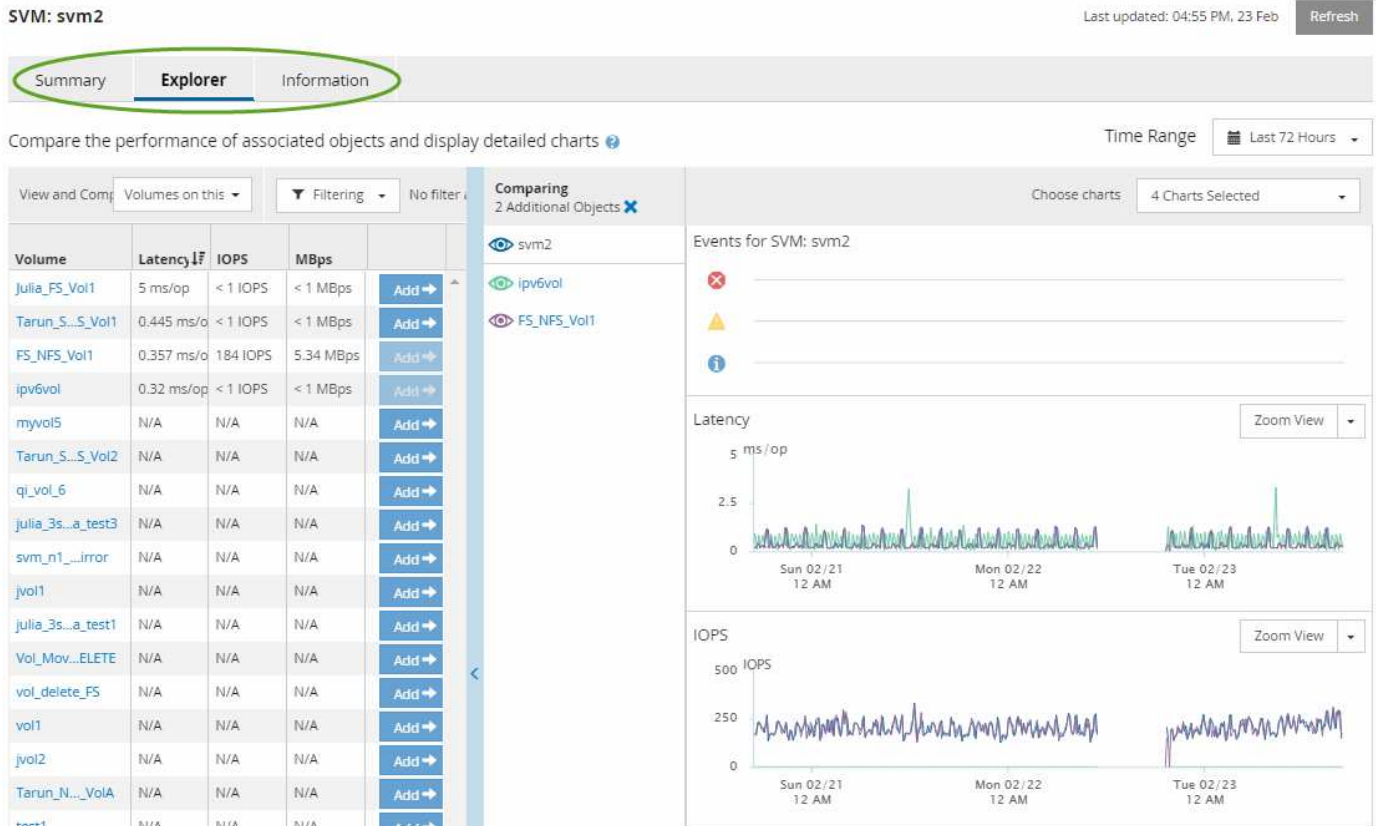 SVM: svm2
Last updated: 04:55 PM, 23 Feb Refresh
Summary Explorer Information
Compare the performance of associated objects and display detailed charts ?
Time Range Last 72 Hours
View and Comp Volumes on this Filtering No filter
Comparing
2 Additional Objects
Choose charts 4 Charts Selected
Volume Latency IOPS MBps
Julia_FS_Vol1 5 ms/op < 1 IOPS < 1 MBps Add
Tarun_S...S_Vol1 0.445 ms/o < 1 IOPS < 1 MBps Add
FS_NFS_Vol1 0.357 ms/o 184 IOPS 5.34 MBps Add
ipv6vol 0.32 ms/op < 1 IOPS < 1 MBps Add
myvol5 N/A N/A N/A Add
Tarun_S...S_Vol2 N/A N/A N/A Add
qi_vol_6 N/A N/A N/A Add
julia_3s...a_test3 N/A N/A N/A Add
svm_n1_...irror N/A N/A N/A Add
jvol1 N/A N/A N/A Add
julia_3s...a_test1 N/A N/A N/A Add
Vol_Mov...ELETE N/A N/A N/A Add
vol_delete_FS N/A N/A N/A Add
vol1 N/A N/A N/A Add
jvol2 N/A N/A N/A Add
Tarun_N..._VolA N/A N/A N/A Add
test1 N/A N/A N/A Add
svm2
ipv6vol
FS_NFS_Vol1
Events for SVM: svm2
Latency Zoom View
ms/op
5
2.5
0
Sun 02/21 Mon 02/22 Tue 02/23
12 AM 12 AM 12 AM
IOPS Zoom View
IOPS
500
250
0
Sun 02/21 Mon 02/22 Tue 02/23
12 AM 12 AM 12 AM